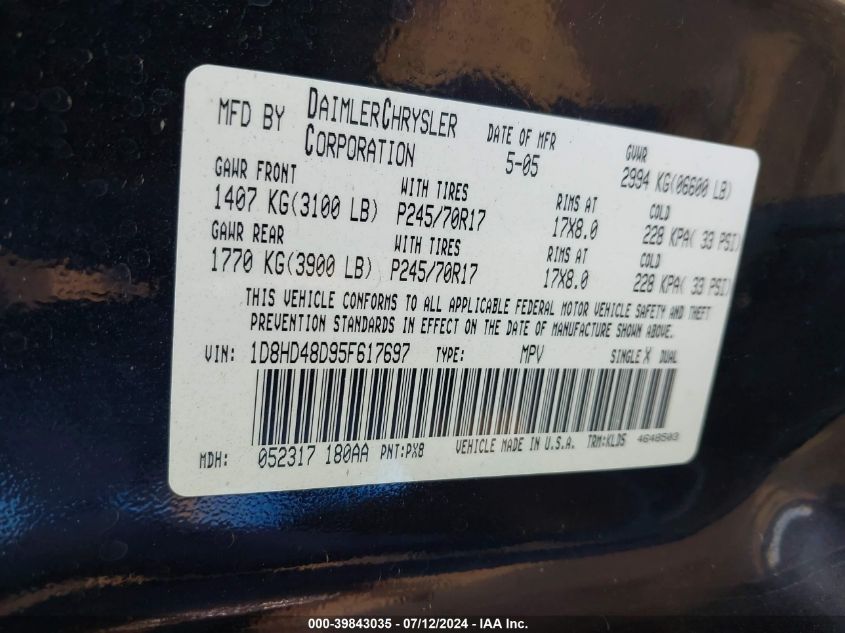 MFD BY DAIMLERCHRYSLER CORPORATION DATE OF MFR 5-05 GVWR 2994 KG(06600 LB)
GAWR FRONT WITH TIRES RIMS AT COLD
1407 KG(3100 LB) P245/70R17 17X8.0 228 KPA( 33 PSI)
GAWR REAR WITH TIRES RIMS AT COLD
1770 KG(3900 LB) P245/70R17 17X8.0 228 KPA( 33 PSI)
THIS VEHICLE CONFORMS TO ALL APPLICABLE FEDERAL MOTOR VEHICLE SAFETY AND THEFT
PREVENTION STANDARDS IN EFFECT ON THE DATE OF MANUFACTURE SHOWN ABOVE.
VIN: 1D8HD48D95F617697 TYPE: MPV SINGLE X DUAL
MDH: 052317 180AA PNT:PX8 VEHICLE MADE IN U.S.A. TRM:KLD5 4648503
000-39843035 - 07/12/2024 - IAA Inc.